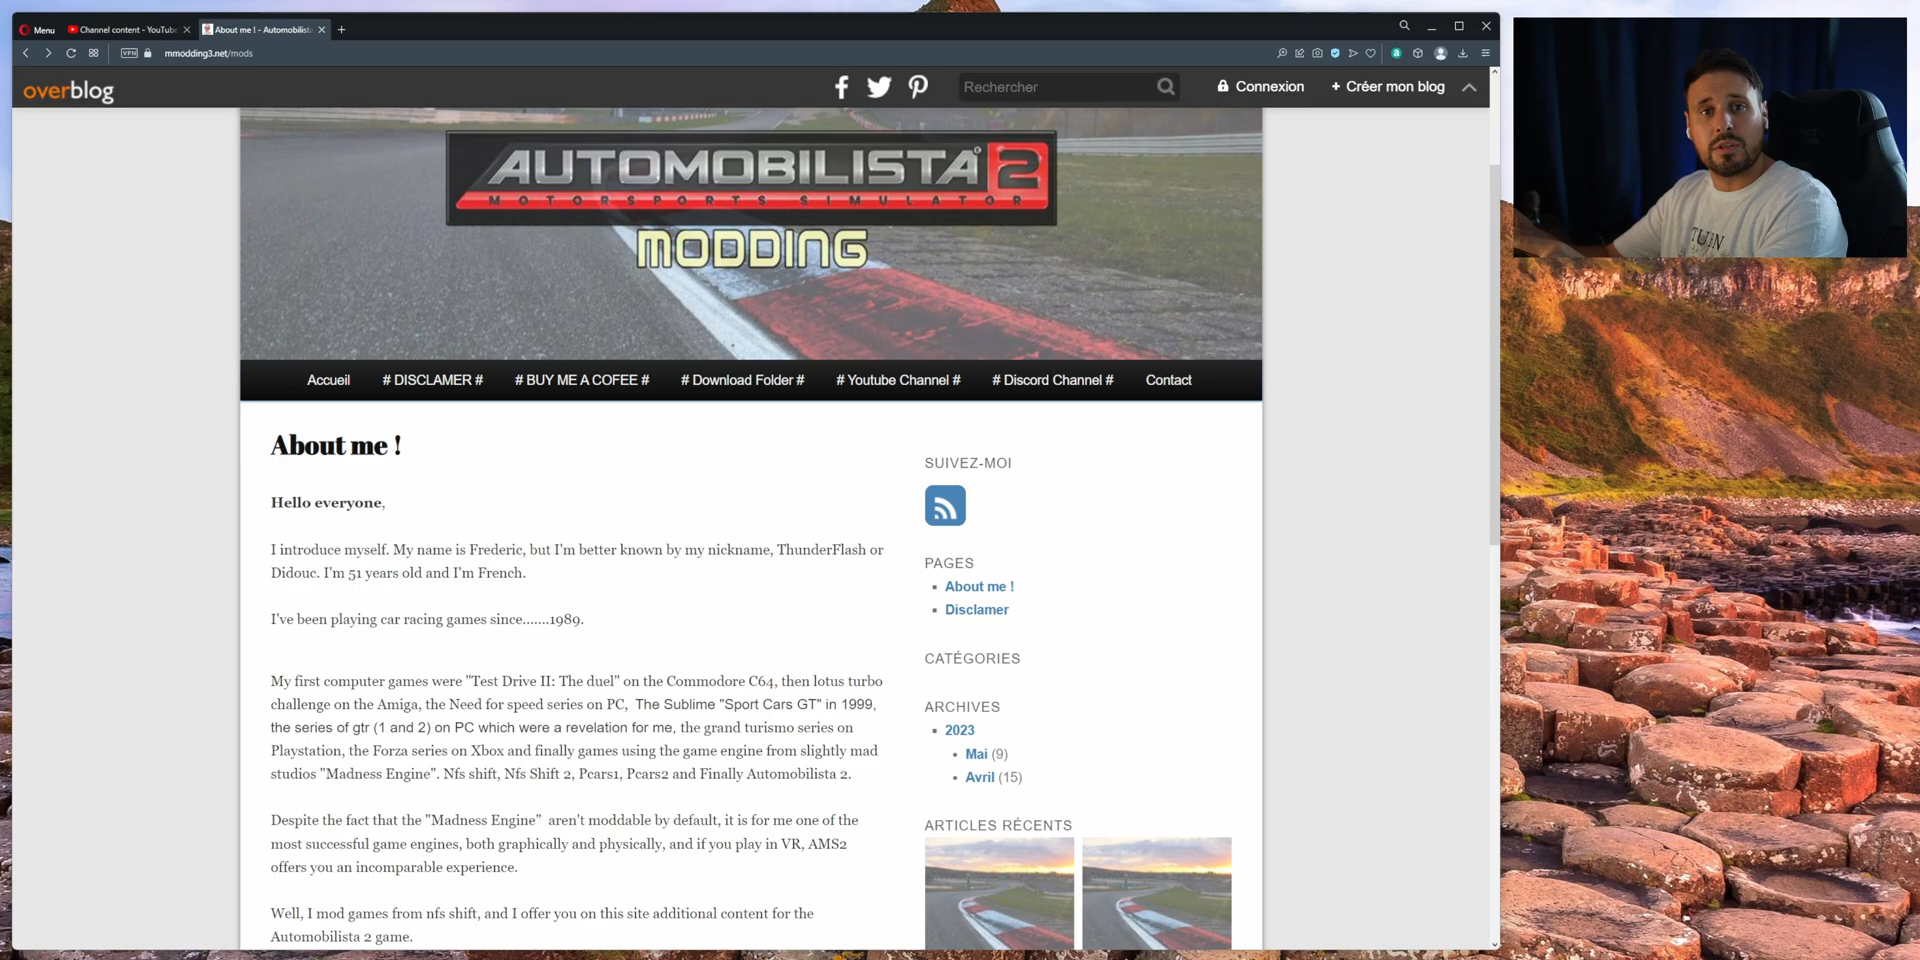 Menu
Channel content - YouTube
About me ! - Automobilista
VPN
mmodding3.net/mods
overblog
Rechercher
Connexion
+ Créer mon blog
AUTOMOBILISTA 2
MOTORSPORTS SIMULATOR
MODDING
Accueil
# DISCLAMER #
# BUY ME A COFEE #
# Download Folder #
# Youtube Channel #
# Discord Channel #
Contact
About me !
Hello everyone,
I introduce myself. My name is Frederic, but I'm better known by my nickname, ThunderFlash or
Didouc. I'm 51 years old and I'm French.
I've been playing car racing games since.......1989.
My first computer games were "Test Drive II: The duel" on the Commodore C64, then lotus turbo
challenge on the Amiga, the Need for speed series on PC, The Sublime "Sport Cars GT" in 1999,
the series of gtr (1 and 2) on PC which were a revelation for me, the grand turismo series on
Playstation, the Forza series on Xbox and finally games using the game engine from slightly mad
studios "Madness Engine". Nfs shift, Nfs Shift 2, Pcars1, Pcars2 and Finally Automobilista 2.
Despite the fact that the "Madness Engine" aren't moddable by default, it is for me one of the
most successful game engines, both graphically and physically, and if you play in VR, AMS2
offers you an incomparable experience.
Well, I mod games from nfs shift, and I offer you on this site additional content for the
Automobilista 2 game.
SUIVEZ-MOI
PAGES
About me !
Disclamer
CATÉGORIES
ARCHIVES
2023
Mai (9)
Avril (15)
ARTICLES RÉCENTS